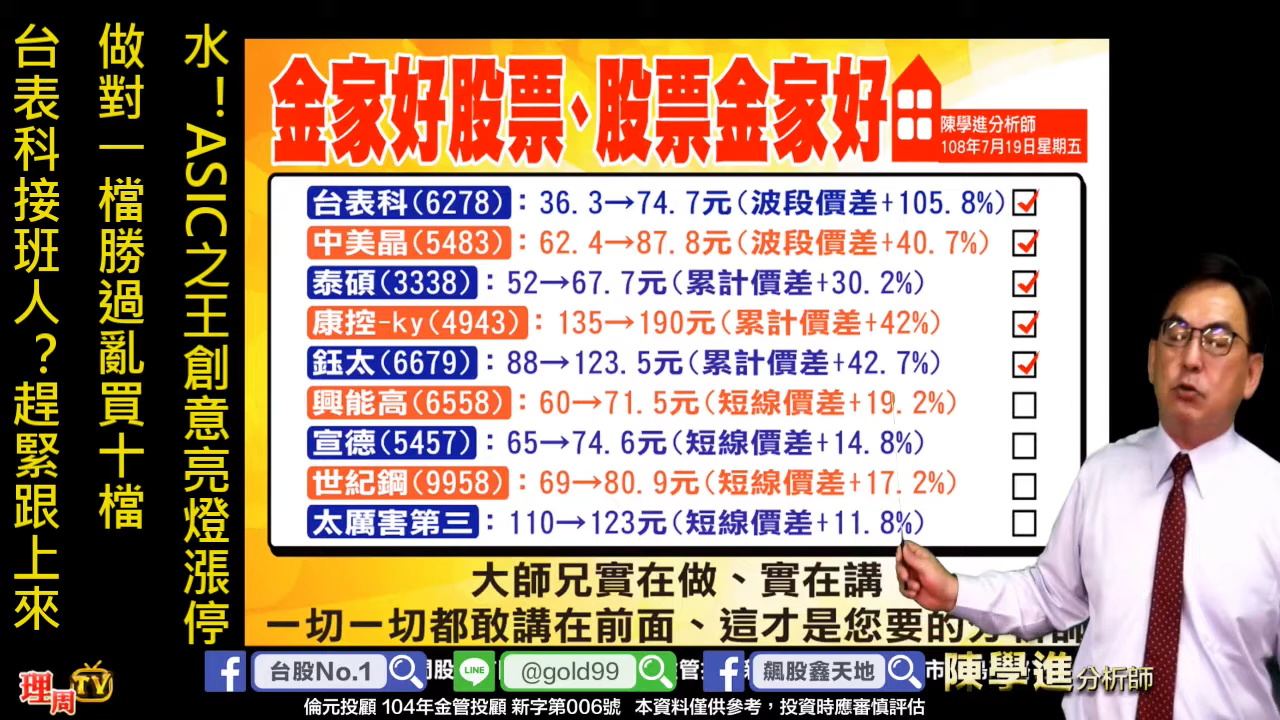 水！ASIC之王創意亮燈漲停
做對一檔勝過亂買十檔
台表科接班人？趕緊跟上來
金家好股票、股票金家好
陳學進分析師
108年7月19日星期五
台表科(6278)：36.3→74.7元(波段價差+105.8%)
中美晶(5483)：62.4→87.8元(波段價差+40.7%)
泰碩(3338)：52→67.7元(累計價差+30.2%)
康控-ky(4943)：135→190元(累計價差+42%)
鈺太(6679)：88→123.5元(累計價差+42.7%)
興能高(6558)：60→71.5元(短線價差+19.2%)
宣德(5457)：65→74.6元(短線價差+14.8%)
世紀鋼(9958)：69→80.9元(短線價差+17.2%)
太厲害第三：110→123元(短線價差+11.8%)
大師兄實在做、實在講
一切一切都敢講在前面、這才是您要的分析師
理周TV
台股No.1
LINE
@gold99
飆股鑫天地
陳學進分析師
倫元投顧 104年金管投顧 新字第006號 本資料僅供參考，投資時應審慎評估